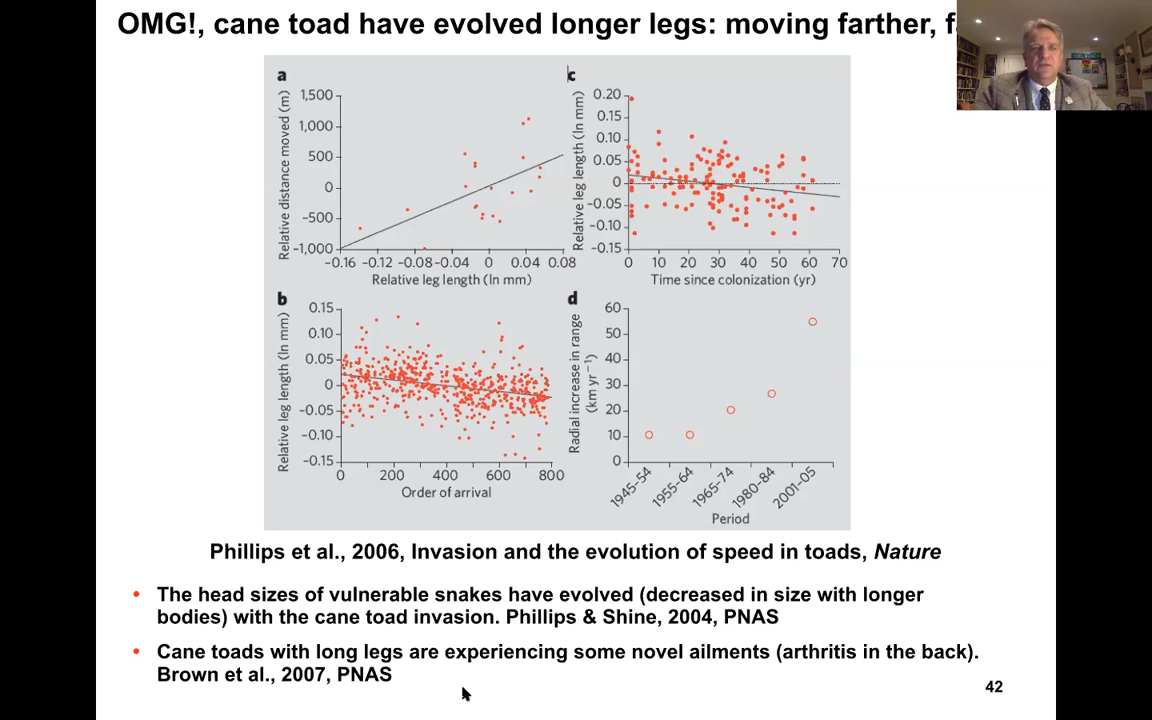 OMG!, cane toad have evolved longer legs: moving farther, f
a
1,500
1,000
500
0
-500
-1,000
Relative distance moved (m)
-0.16 -0.12 -0.08 -0.04 0 0.04 0.08
Relative leg length (ln mm)
c
0.20
0.15
0.10
0.05
0
-0.05
-0.10
-0.15
Relative leg length (ln mm)
0 10 20 30 40 50 60 70
Time since colonization (yr)
b
0.15
0.10
0.05
0
-0.05
-0.10
-0.15
Relative leg length (ln mm)
0 200 400 600 800
Order of arrival
d
60
50
40
30
20
10
0
Radial increase in range
(km yr⁻¹)
1945–54 1955–64 1965–74 1980–84 2001–05
Period
Phillips et al., 2006, Invasion and the evolution of speed in toads, Nature
• The head sizes of vulnerable snakes have evolved (decreased in size with longer
bodies) with the cane toad invasion. Phillips & Shine, 2004, PNAS
• Cane toads with long legs are experiencing some novel ailments (arthritis in the back).
Brown et al., 2007, PNAS
42